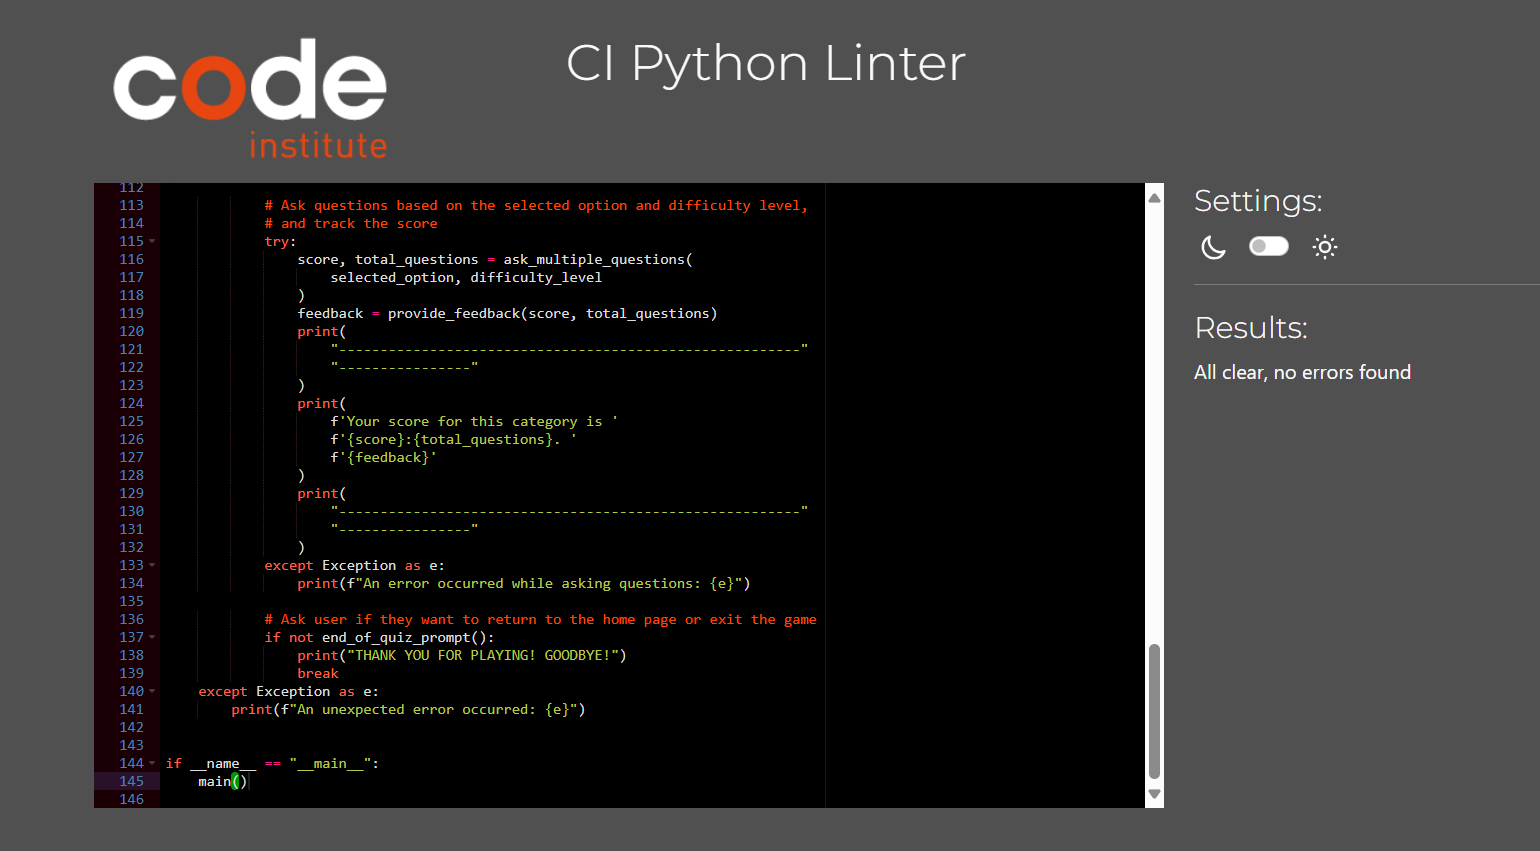 code
institute
CI Python Linter
112
113 # Ask questions based on the selected option and difficulty level,
114 # and track the score
115 try:
116 score, total_questions = ask_multiple_questions(
117 selected_option, difficulty_level
118 )
119 feedback = provide_feedback(score, total_questions)
120 print(
121 "--------------------------------------------------------"
122 "----------------"
123 )
124 print(
125 f'Your score for this category is '
126 f'{score}:{total_questions}. '
127 f'{feedback}'
128 )
129 print(
130 "--------------------------------------------------------"
131 "----------------"
132 )
133 except Exception as e:
134 print(f"An error occurred while asking questions: {e}")
135
136 # Ask user if they want to return to the home page or exit the game
137 if not end_of_quiz_prompt():
138 print("THANK YOU FOR PLAYING! GOODBYE!")
139 break
140 except Exception as e:
141 print(f"An unexpected error occurred: {e}")
142
143
144 if __name__ == "__main__":
145 main()
146
Settings:
Results:
All clear, no errors found